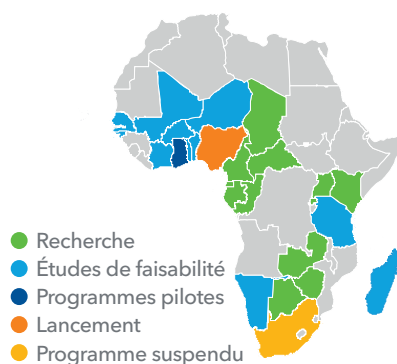 Recherche
Études de faisabilité
Programmes pilotes
Lancement
Programme suspendu